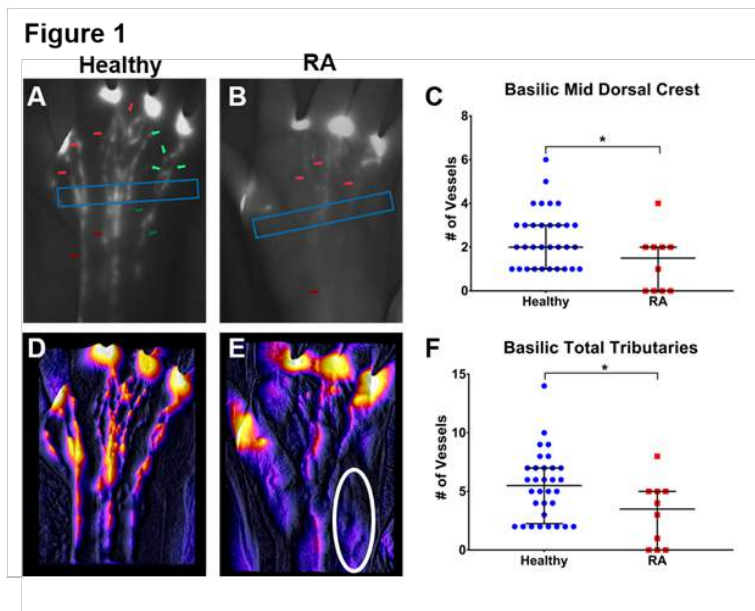 Figure 1
Healthy
RA
A
B
C
Basilic Mid Dorsal Crest
*
8
6
4
2
0
# of Vessels
Healthy
RA
D
E
F
Basilic Total Tributaries
*
15
10
5
0
# of Vessels
Healthy
RA